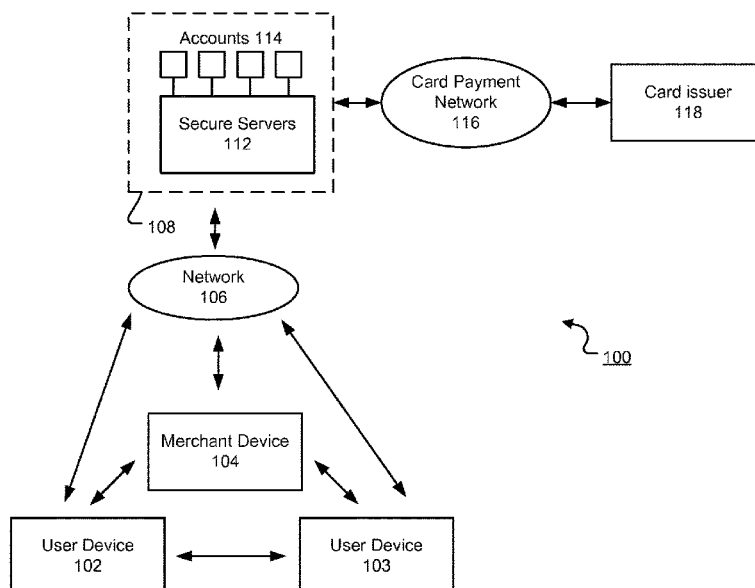 Accounts 114
Secure Servers
112
Card Payment
Network
116
Card issuer
118
108
Network
106
100
Merchant Device
104
User Device
102
User Device
103